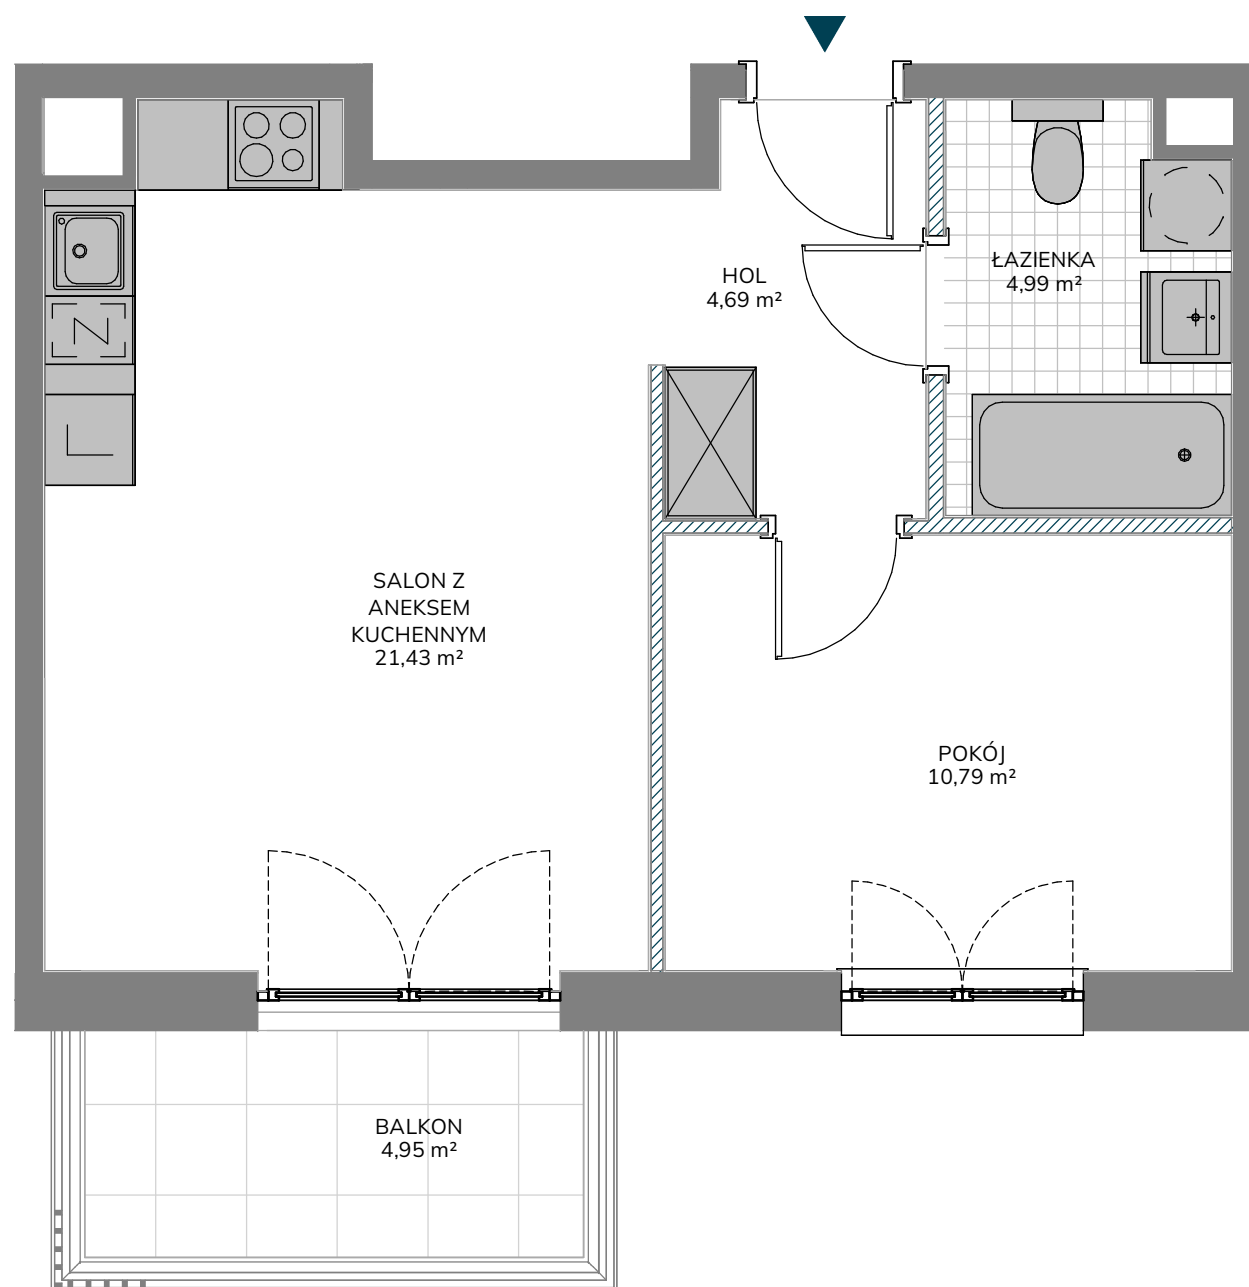 HOL
4,69 m²
ŁAZIENKA
4,99 m²
Z
L
SALON Z
ANEKSEM
KUCHENNYM
21,43 m²
POKÓJ
10,79 m²
BALKON
4,95 m²